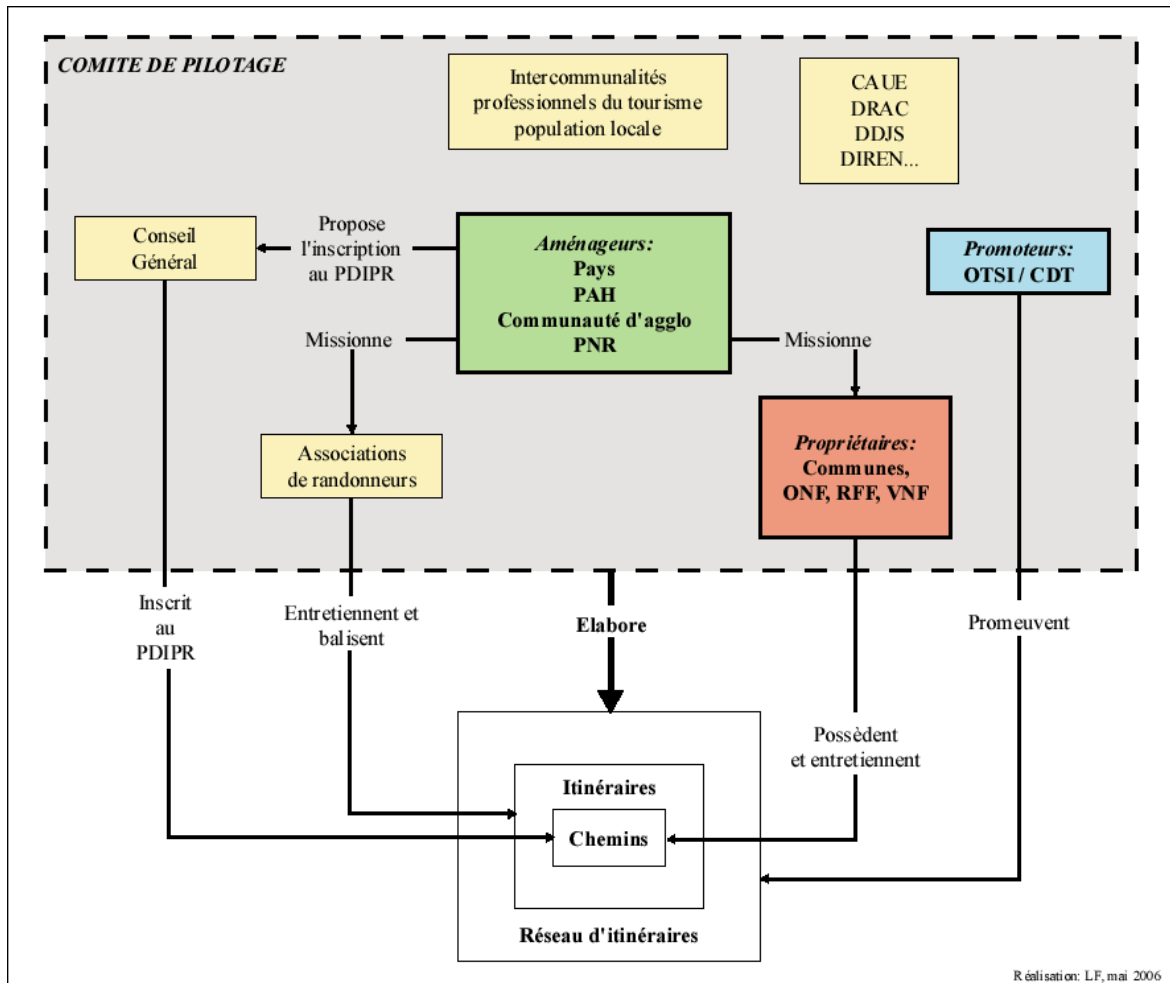 COMITE DE PILOTAGE
Intercommunalités
professionnels du tourisme
population locale
CAUE
DRAC
DDJS
DIREN...
Conseil
Général
Propose
l'inscription
au PDIPR
Aménageurs:
Pays
PAH
Communauté d'agglo
PNR
Promoteurs:
OTSI / CDT
Missionne
Missionne
Associations
de randonneurs
Propriétaires:
Communes,
ONF, RFF, VNF
Inscrit
au
PDIPR
Entretiennent et
balisent
Elabore
Promeuvent
Possèdent
et entretiennent
Itinéraires
Chemins
Réseau d'itinéraires
Réalisation: LF, mai 2006